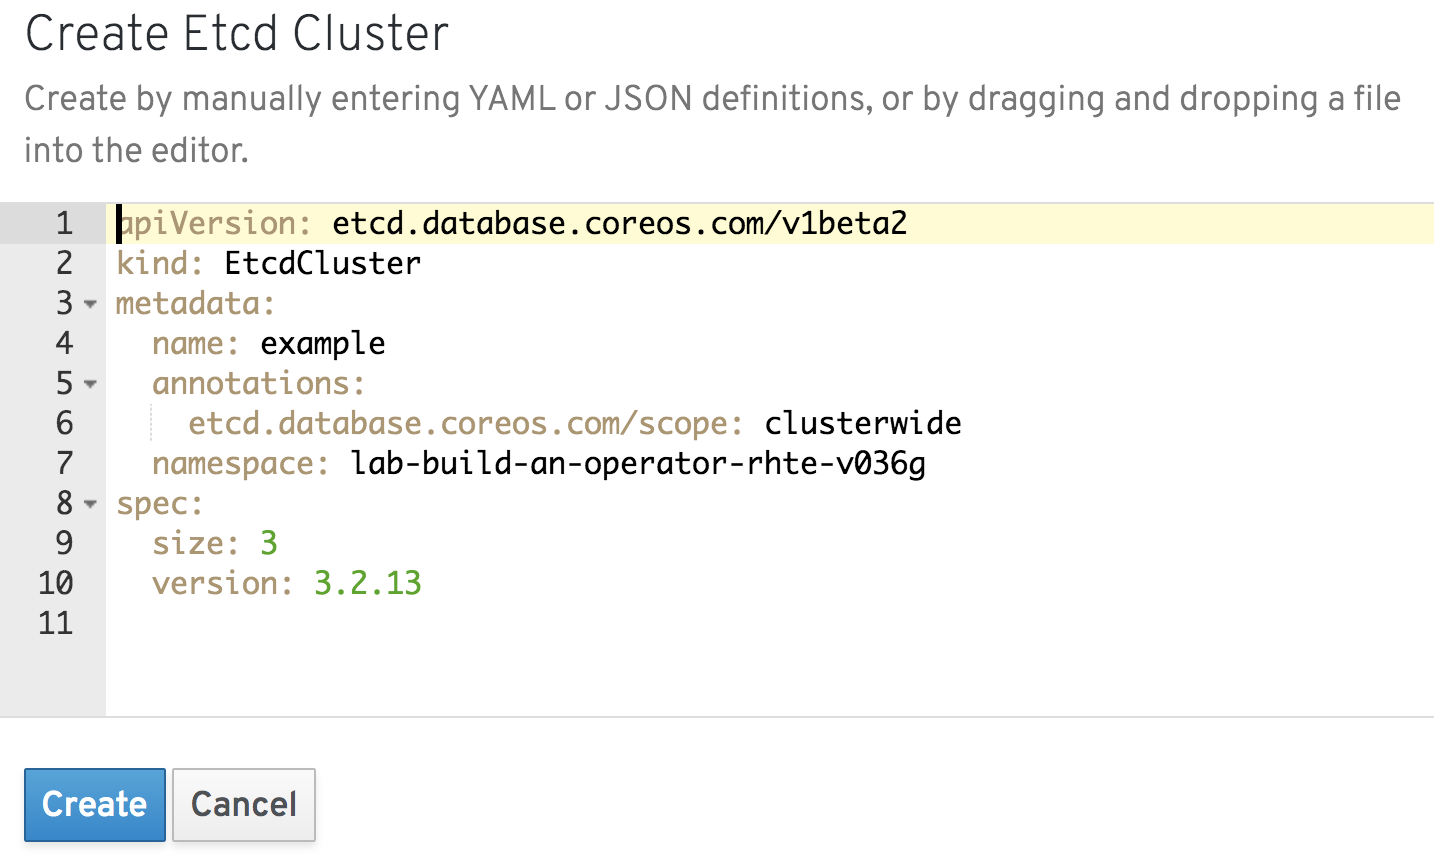 Create Etcd Cluster
Create by manually entering YAML or JSON definitions, or by dragging and dropping a file
into the editor.
1 apiVersion: etcd.database.coreos.com/v1beta2
2 kind: EtcdCluster
3 metadata:
4   name: example
5   annotations:
6     etcd.database.coreos.com/scope: clusterwide
7   namespace: lab-build-an-operator-rhte-v036g
8 spec:
9   size: 3
10   version: 3.2.13
11
Create Cancel